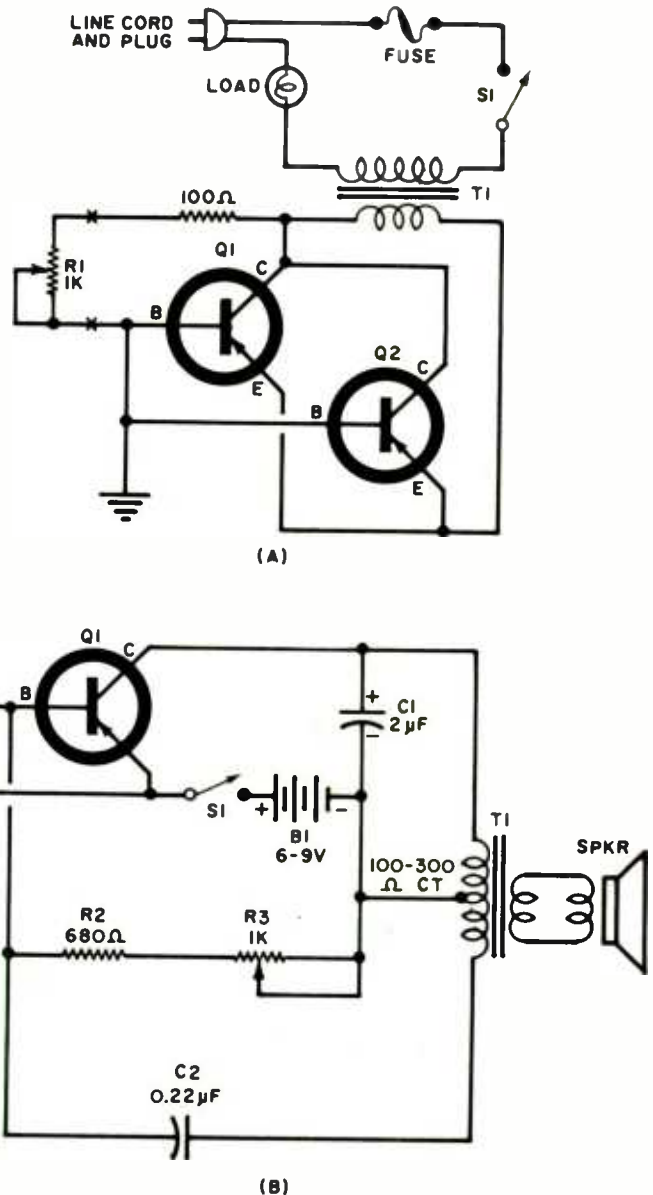 LINE CORD
AND PLUG
FUSE
LOAD
S1
T1
100Ω
Q1
C
R1
1K
B
E
Q2
C
B
E
(A)
Q1
C
B
+
C1
2µF
-
S1
+
-
B1
6-9V
T1
SPKR
100-300
Ω CT
R2
680Ω
R3
1K
C2
0.22µF
(B)